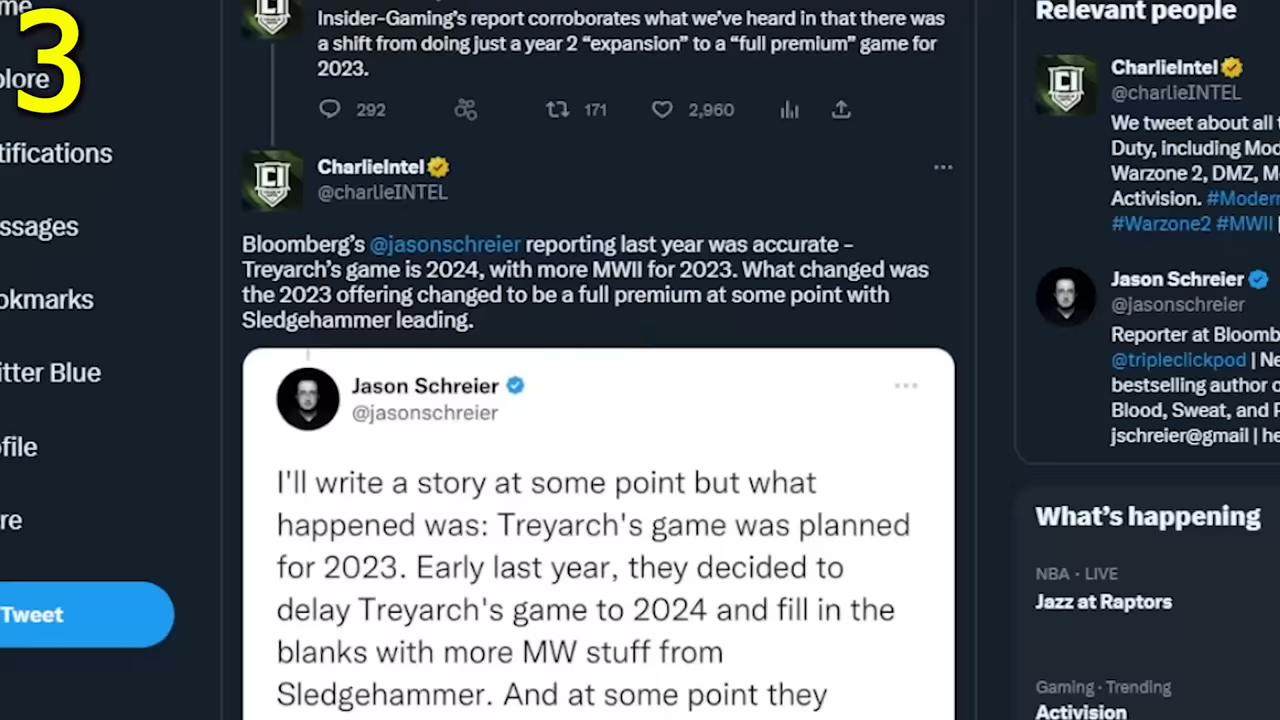 me
3
plore
tifications
ssages
okmarks
itter Blue
ofile
re
Tweet
Insider-Gaming's report corroborates what we've heard in that there was
a shift from doing just a year 2 “expansion” to a “full premium” game for
2023.
292
171
2,960
CharlieIntel
@charlieINTEL
Bloomberg's @jasonschreier reporting last year was accurate –
Treyarch's game is 2024, with more MWII for 2023. What changed was
the 2023 offering changed to be a full premium at some point with
Sledgehammer leading.
Jason Schreier
@jasonschreier
I'll write a story at some point but what
happened was: Treyarch's game was planned
for 2023. Early last year, they decided to
delay Treyarch's game to 2024 and fill in the
blanks with more MW stuff from
Sledgehammer. And at some point they
Relevant people
CharlieIntel
@charlieINTEL
We tweet about all
Duty, including Mod
Warzone 2, DMZ, M
Activision. #Modern
#Warzone2 #MWII |
Jason Schreier
@jasonschreier
Reporter at Bloomb
@tripleclickpod | Ne
bestselling author o
Blood, Sweat, and P
jschreier@gmail | he
What's happening
NBA · LIVE
Jazz at Raptors
Gaming · Trending
Activision